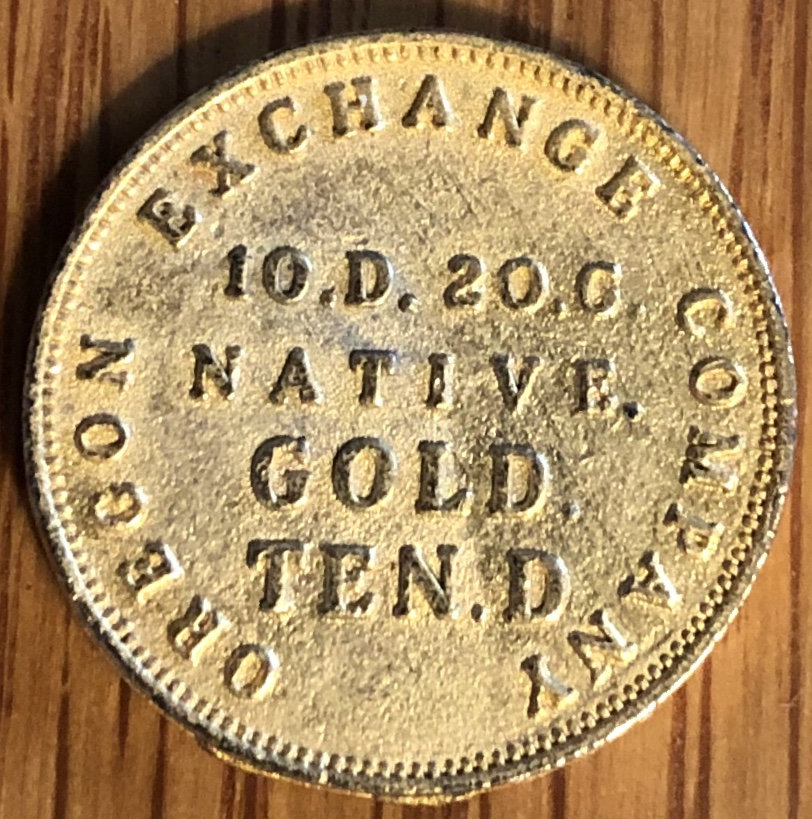 OREGON EXCHANGE COMPANY
10.D. 20.G.
NATIVE.
GOLD.
TEN.D